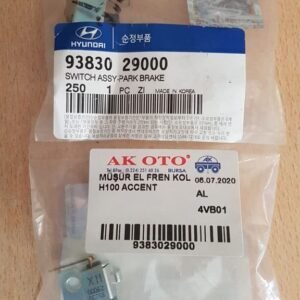 HYUNDAI
순정부품
93830 29000
SWITCH ASSY-PARK BRAKE
250 1 PC ZI MADE IN KOREA
AK OTO
BURSA
MÜŞÜR EL FREN KOL
08.07.2020
H100 ACCENT
AL
4VB01
9383029000
X11